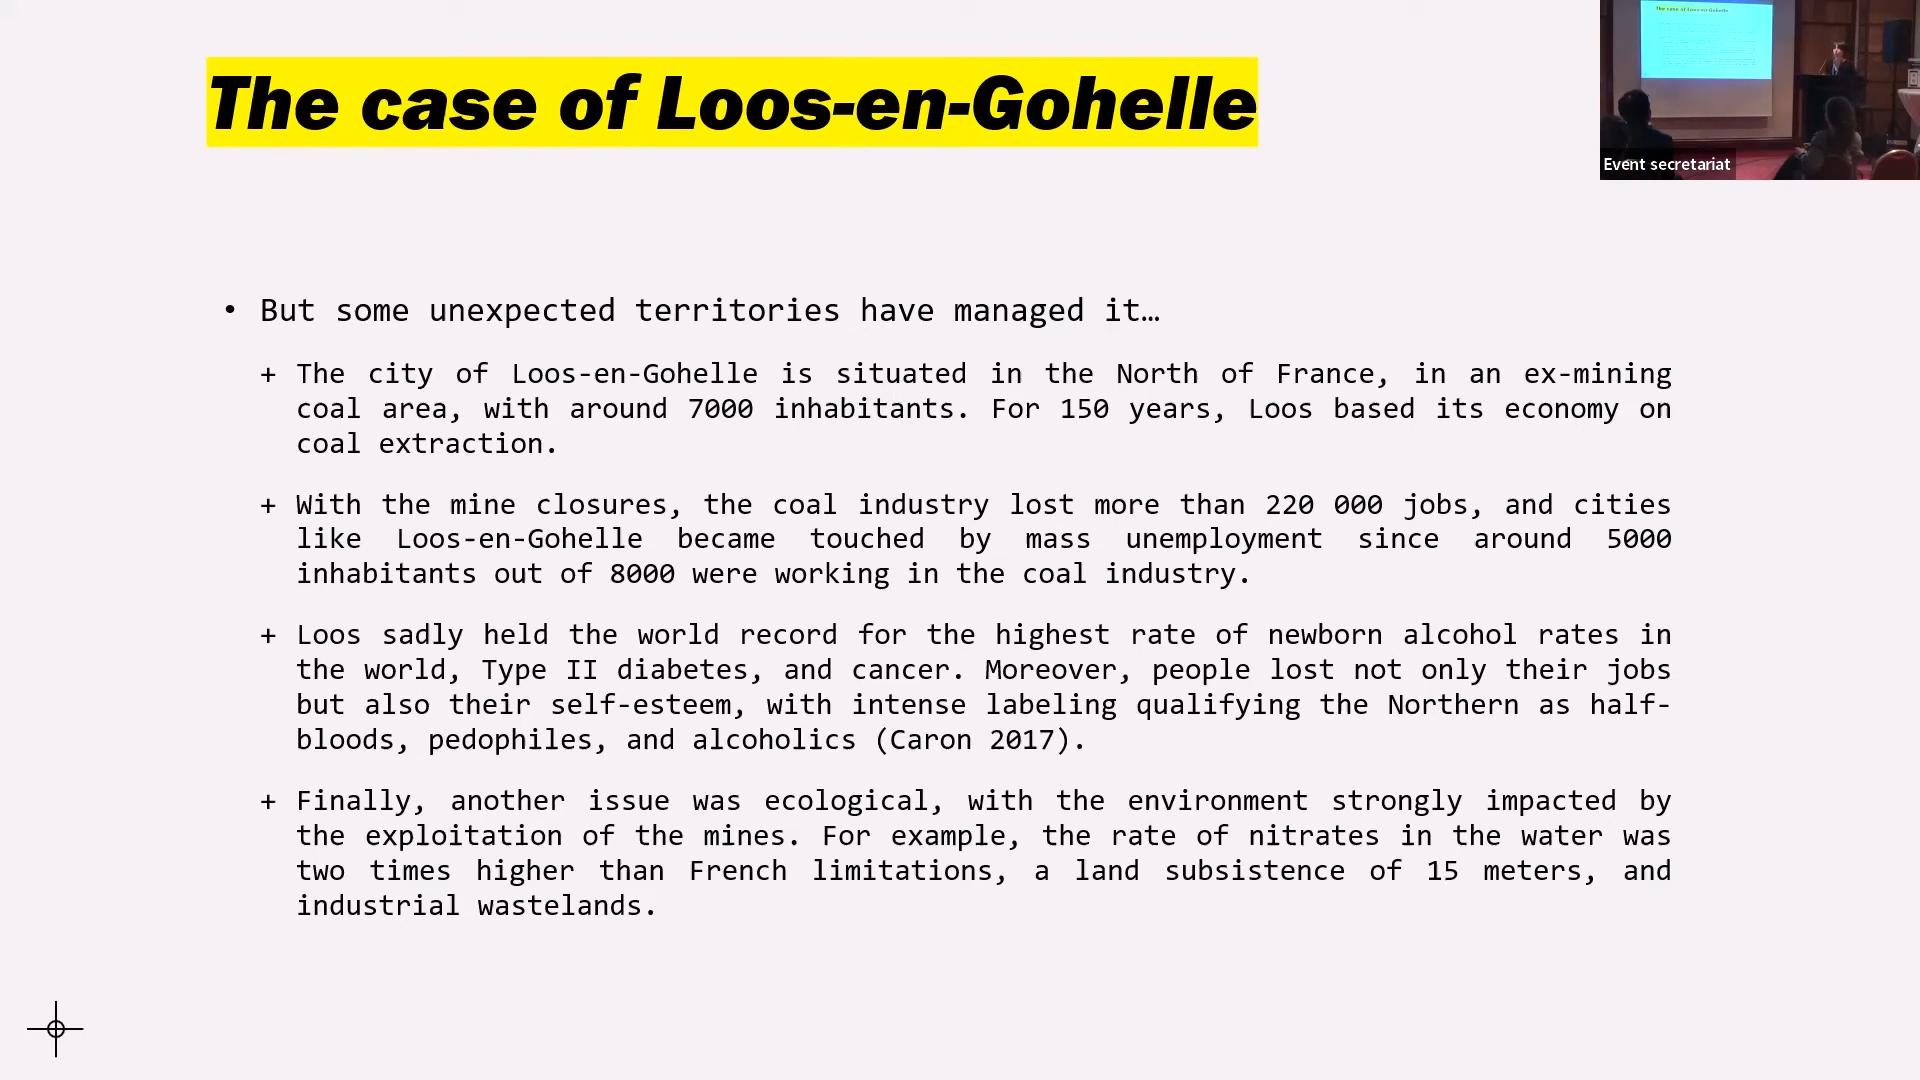 The case of Loos-en-Gohelle
The case of Loos-en-Gohelle
Event secretariat
• But some unexpected territories have managed it…
+ The city of Loos-en-Gohelle is situated in the North of France, in an ex-mining
coal area, with around 7000 inhabitants. For 150 years, Loos based its economy on
coal extraction.
+ With the mine closures, the coal industry lost more than 220 000 jobs, and cities
like Loos-en-Gohelle became touched by mass unemployment since around 5000
inhabitants out of 8000 were working in the coal industry.
+ Loos sadly held the world record for the highest rate of newborn alcohol rates in
the world, Type II diabetes, and cancer. Moreover, people lost not only their jobs
but also their self-esteem, with intense labeling qualifying the Northern as half-
bloods, pedophiles, and alcoholics (Caron 2017).
+ Finally, another issue was ecological, with the environment strongly impacted by
the exploitation of the mines. For example, the rate of nitrates in the water was
two times higher than French limitations, a land subsistence of 15 meters, and
industrial wastelands.